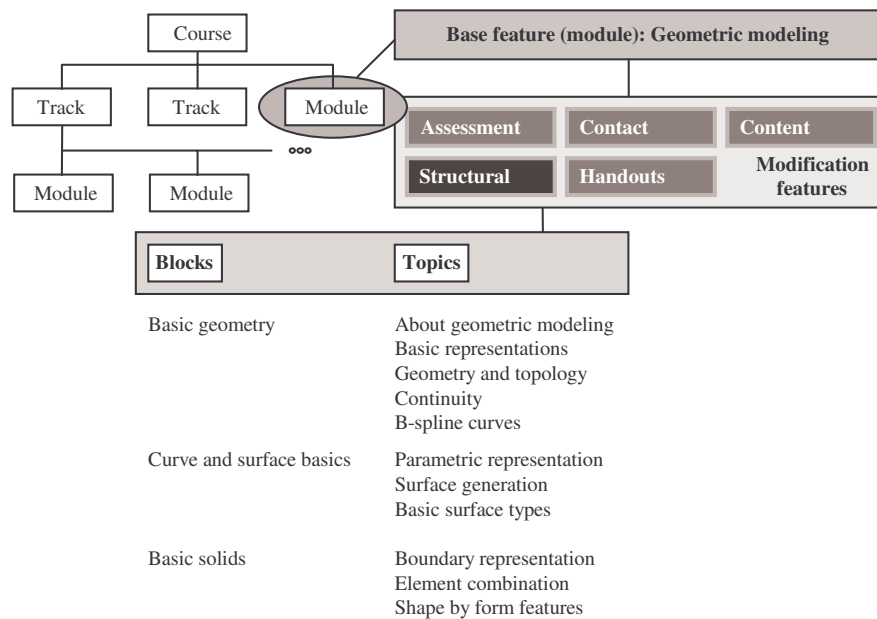 Course
Base feature (module): Geometric modeling
Track
Track
Module
Assessment
Contact
Content
Structural
Handouts
Modification
features
Module
Module
Blocks
Topics
Basic geometry
About geometric modeling
Basic representations
Geometry and topology
Continuity
B-spline curves
Curve and surface basics
Parametric representation
Surface generation
Basic surface types
Basic solids
Boundary representation
Element combination
Shape by form features